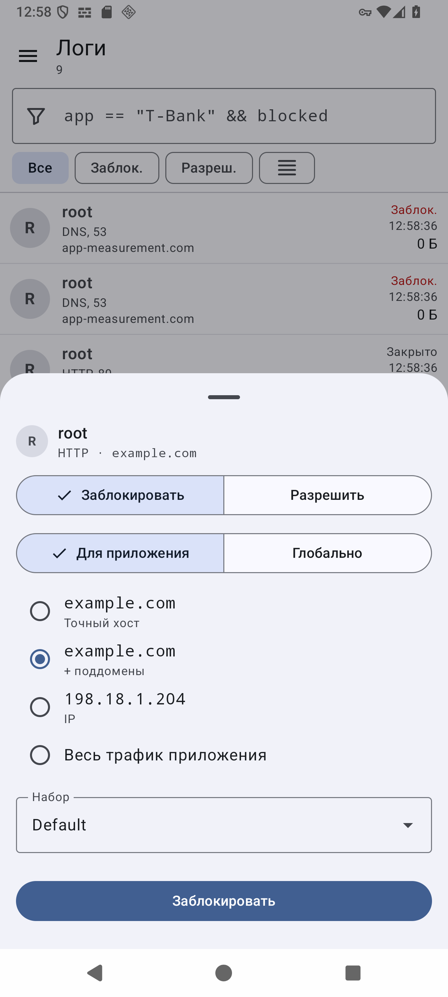 12:58
Логи
9
app == "T-Bank" && blocked
Все
Заблок.
Разреш.
R
root
DNS, 53
app-measurement.com
Заблок.
12:58:36
0 Б
R
root
DNS, 53
app-measurement.com
Заблок.
12:58:36
0 Б
R
root
HTTP 80
Закрыто
12:58:36
R
root
HTTP · example.com
Заблокировать
Разрешить
Для приложения
Глобально
example.com
Точный хост
example.com
+ поддомены
198.18.1.204
IP
Весь трафик приложения
Набор
Default
Заблокировать